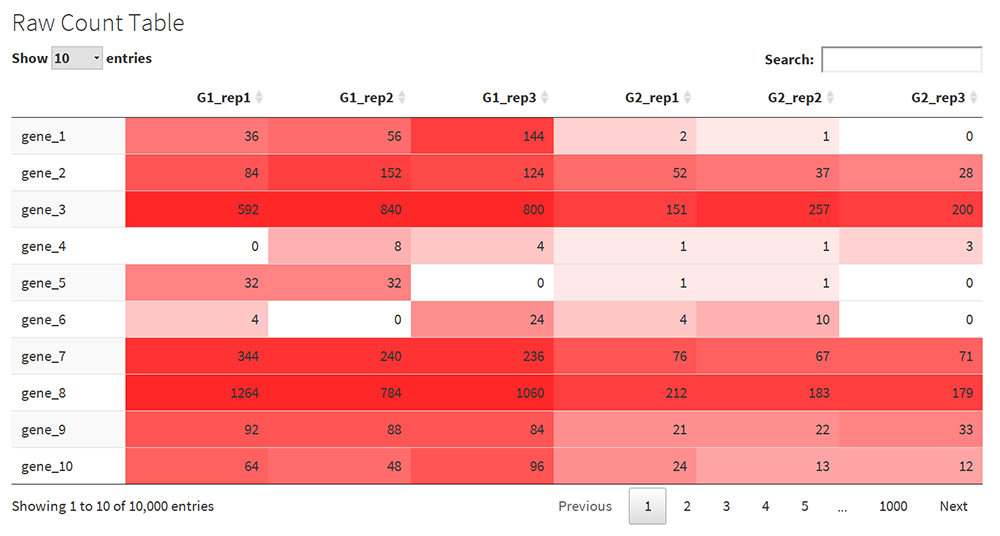 Raw Count Table
Show 10 entries Search:
G1_rep1 G1_rep2 G1_rep3 G2_rep1 G2_rep2 G2_rep3
gene_1 36 56 144 2 1 0
gene_2 84 152 124 52 37 28
gene_3 592 840 800 151 257 200
gene_4 0 8 4 1 1 3
gene_5 32 32 0 1 1 0
gene_6 4 0 24 4 10 0
gene_7 344 240 236 76 67 71
gene_8 1264 784 1060 212 183 179
gene_9 92 88 84 21 22 33
gene_10 64 48 96 24 13 12
Showing 1 to 10 of 10,000 entries Previous 1 2 3 4 5 ... 1000 Next